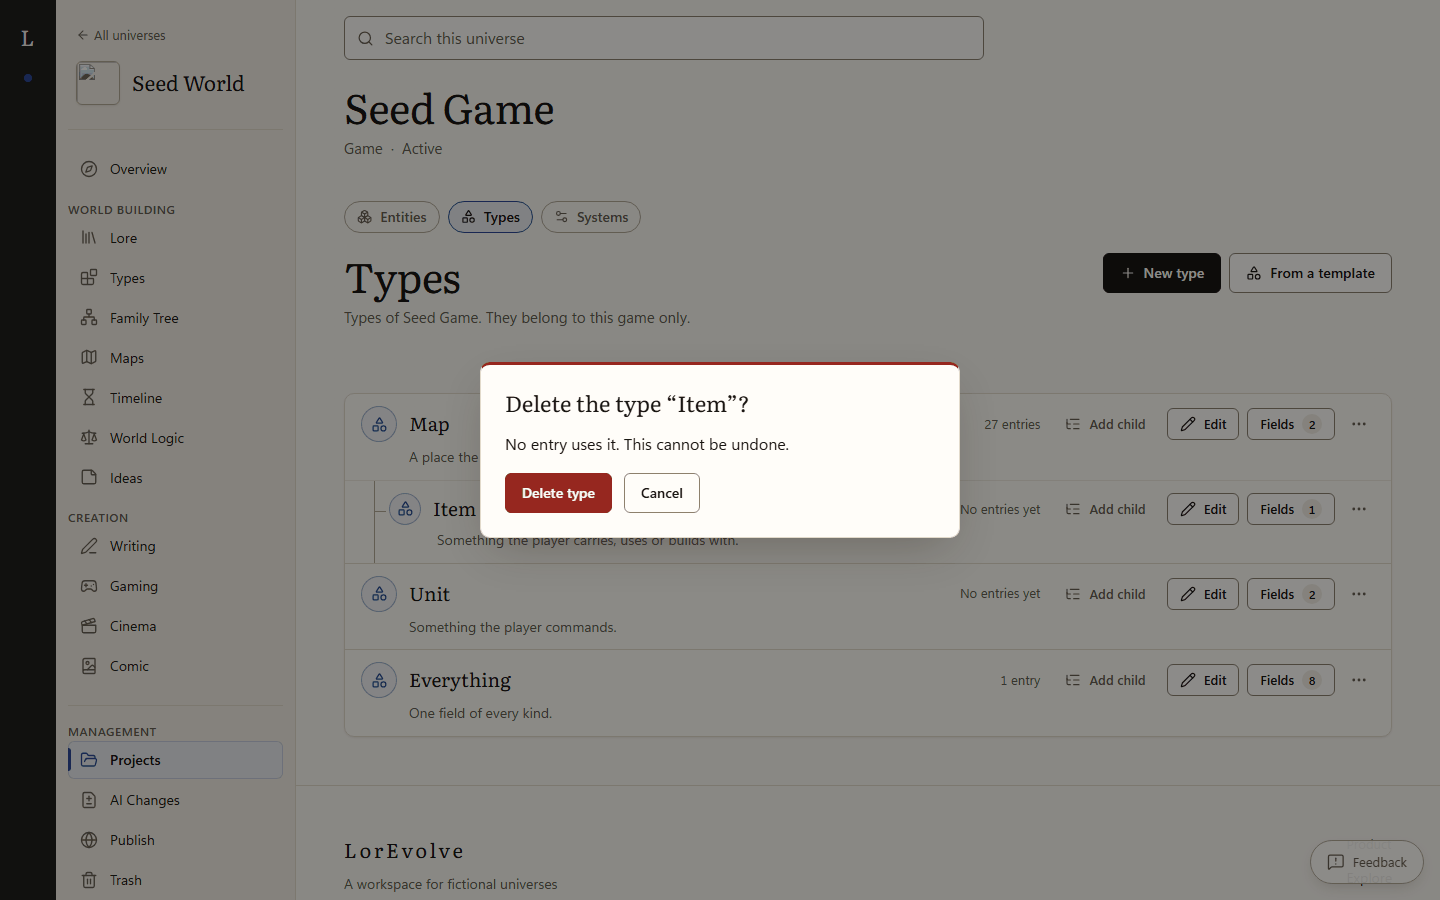 L
All universes
Seed World
Overview
WORLD BUILDING
Lore
Types
Family Tree
Maps
Timeline
World Logic
Ideas
CREATION
Writing
Gaming
Cinema
Comic
MANAGEMENT
Projects
AI Changes
Publish
Trash
Search this universe
Seed Game
Game · Active
Entities
Types
Systems
Types
New type
From a template
Types of Seed Game. They belong to this game only.
Delete the type “Item”?
No entry uses it. This cannot be undone.
Delete type
Cancel
Map
27 entries
Add child
Edit
Fields 2
A place the
Item
No entries yet
Add child
Edit
Fields 1
Something the player carries, uses or builds with.
Unit
No entries yet
Add child
Edit
Fields 2
Something the player commands.
Everything
1 entry
Add child
Edit
Fields 8
One field of every kind.
LorEvolve
A workspace for fictional universes
Feedback
Explore